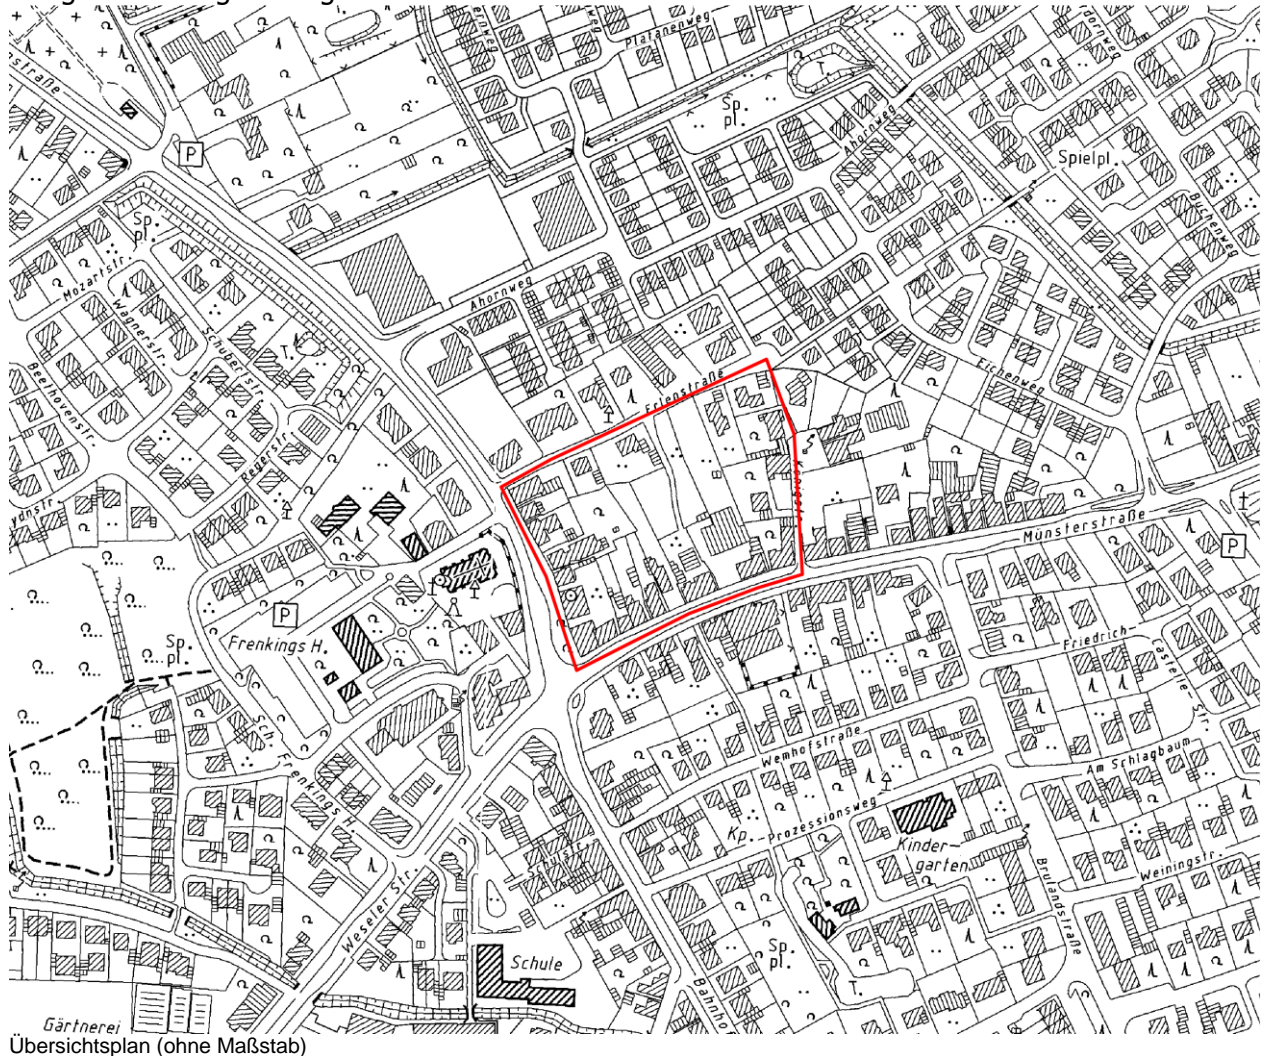 Platanenweg
P
Sp.
pl.
T.
Ahornweg
Spielpl.
Buchenweg
Sp.
pl.
Mozartstr.
Wagnerstr.
Schubertstr.
T.
Beethovenstr.
Regerstr.
Ahornweg
Erlenstraße
Eichenweg
Münsterstraße
P
P
Frenkings H.
Sp.
pl.
Friedrich-
Castelle-Str.
Wemhofstraße
Am Schlagbaum
Kp.
Prozessionsweg
Kinder-
garten
Weiningstr.
Brulandstraße
Weseler Str.
Schule
Sp.
pl.
T.
Gärtnerei
Übersichtsplan (ohne Maßstab)